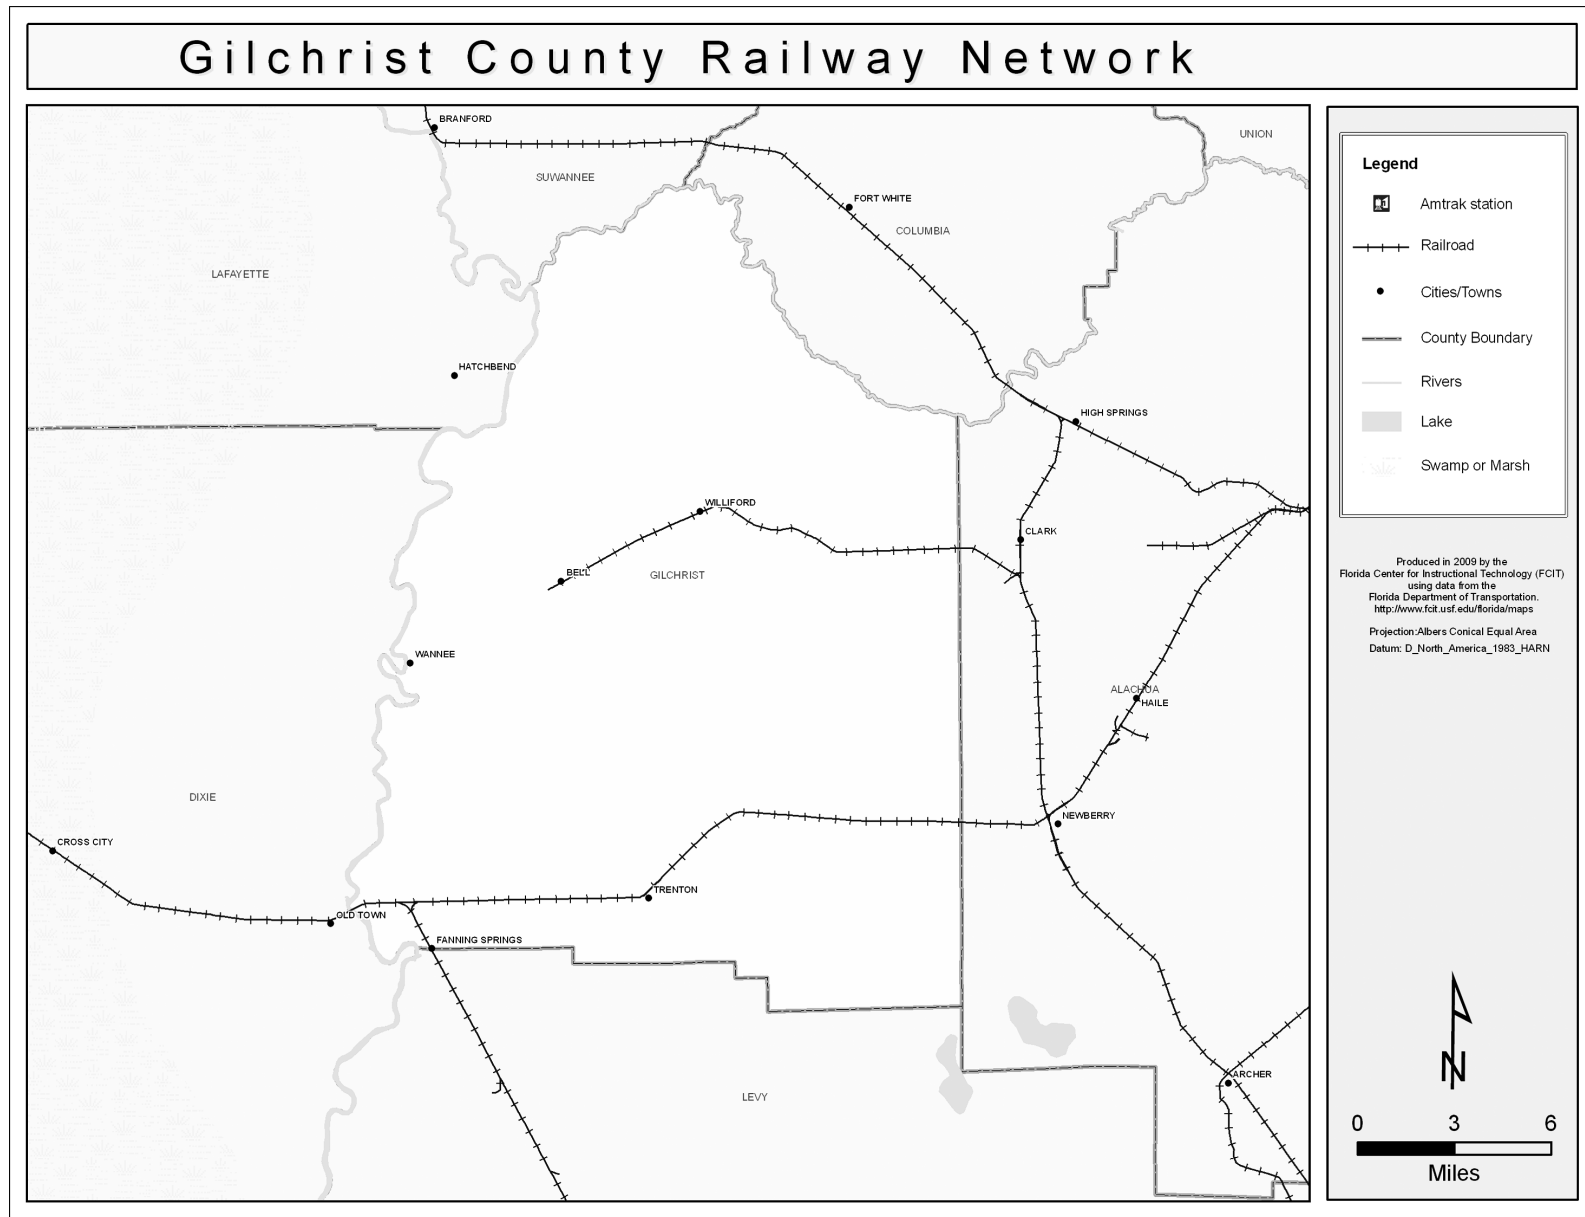 Gilchrist County Railway Network
BRANFORD
UNION
SUWANNEE
FORT WHITE
COLUMBIA
LAFAYETTE
HATCHBEND
HIGH SPRINGS
WILLIFORD
CLARK
BELL
GILCHRIST
WANNEE
ALACHUA
HAILE
DIXIE
NEWBERRY
CROSS CITY
TRENTON
OLD TOWN
FANNING SPRINGS
ARCHER
LEVY
Legend
Amtrak station
Railroad
Cities/Towns
County Boundary
Rivers
Lake
Swamp or Marsh
Produced in 2009 by the
Florida Center for Instructional Technology (FCIT)
using data from the
Florida Department of Transportation.
http://www.fcit.usf.edu/florida/maps
Projection:Albers Conical Equal Area
Datum: D_North_America_1983_HARN
N
0 3 6
Miles